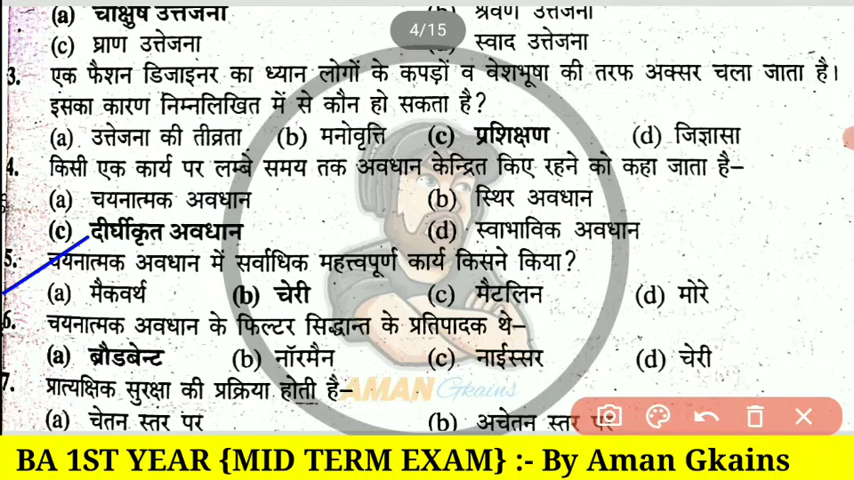 (a) चाक्षुष उत्तेजना (b) श्रवण उत्तेजना
4/15
(c) घ्राण उत्तेजना (d) स्वाद उत्तेजना
3. एक फैशन डिजाइनर का ध्यान लोगों के कपड़ों व वेशभूषा की तरफ अक्सर चला जाता है।
इसका कारण निम्नलिखित में से कौन हो सकता है?
(a) उत्तेजना की तीव्रता (b) मनोवृत्ति (c) प्रशिक्षण (d) जिज्ञासा
4. किसी एक कार्य पर लम्बे समय तक अवधान केन्द्रित किए रहने को कहा जाता है–
(a) चयनात्मक अवधान (b) स्थिर अवधान
(c) दीर्घीकृत अवधान (d) स्वाभाविक अवधान
5. चयनात्मक अवधान में सर्वाधिक महत्त्वपूर्ण कार्य किसने किया?
(a) मैकवर्थ (b) चेरी (c) मैटलिन (d) मोरे
6. चयनात्मक अवधान के फिल्टर सिद्धान्त के प्रतिपादक थे–
(a) ब्रौडबेन्ट (b) नॉरमैन (c) नाईस्सर (d) चेरी
7. प्रात्यक्षिक सुरक्षा की प्रक्रिया होती है–
AMAN Gkains
(a) चेतन स्तर पर (b) अचेतन स्तर पर
BA 1ST YEAR {MID TERM EXAM} :- By Aman Gkains